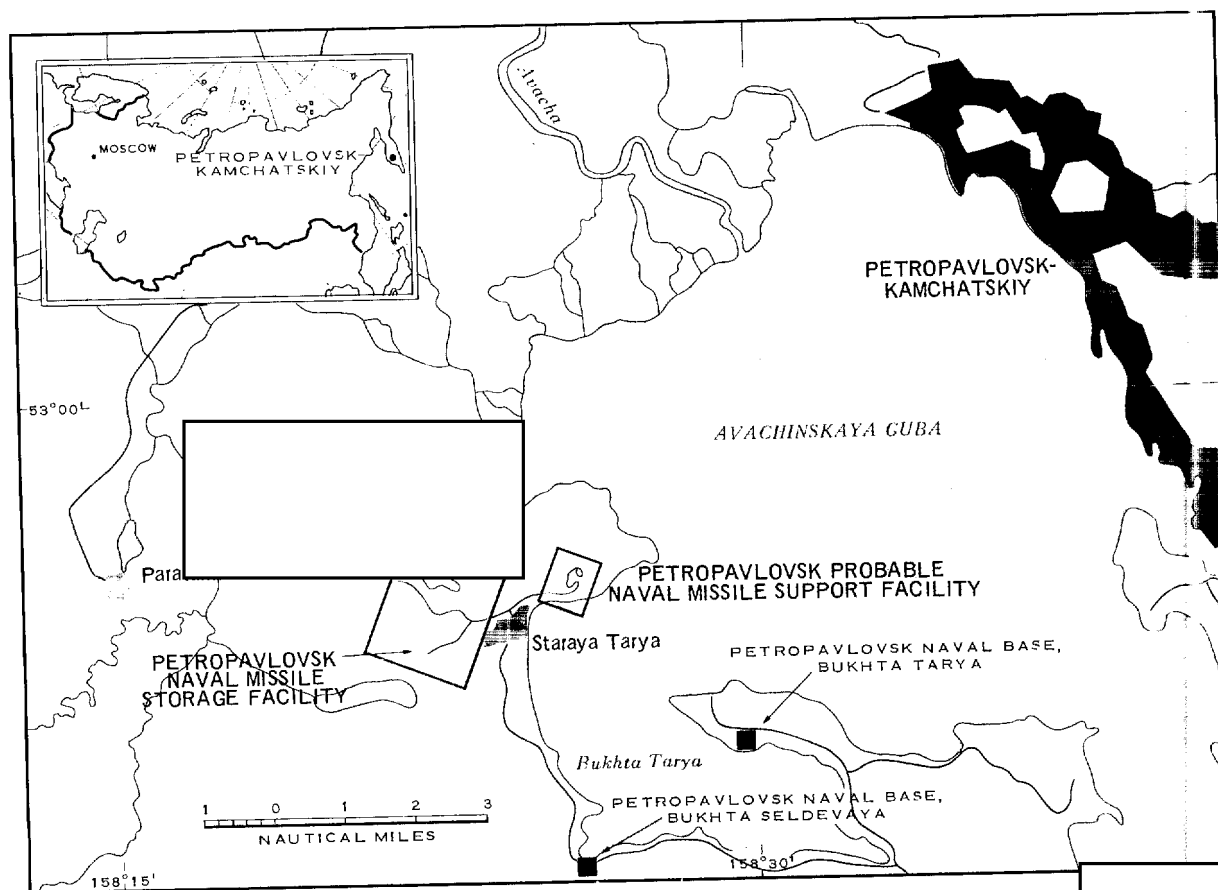 MOSCOW
PETROPAVLOVSK-
KAMCHATSKIY
Avacha
PETROPAVLOVSK-
KAMCHATSKIY
53°00'
AVACHINSKAYA GUBA
PETROPAVLOVSK PROBABLE
NAVAL MISSILE SUPPORT FACILITY
Staraya Tarya
PETROPAVLOVSK
NAVAL MISSILE
STORAGE FACILITY
PETROPAVLOVSK NAVAL BASE,
BUKHTA TARYA
Bukhta Tarya
PETROPAVLOVSK NAVAL BASE,
BUKHTA SELDEVAYA
1 0 1 2 3
NAUTICAL MILES
158°15'
158°30'